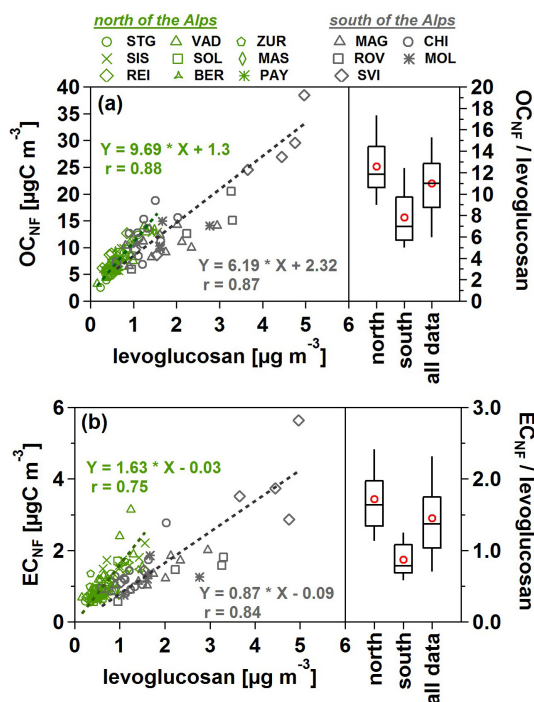 north of the Alps south of the Alps
STG VAD ZUR MAG CHI
SIS SOL MAS ROV MOL
REI BER PAY SVI
(a)
40
35
30
25
20
15
10
5
0
OC_NF [µgC m⁻³]
Y = 9.69 * X + 1.3
r = 0.88
Y = 6.19 * X + 2.32
r = 0.87
0 1 2 3 4 5 6
levoglucosan [µg m⁻³]
20
18
16
14
12
10
8
6
4
2
0
OC_NF / levoglucosan
north
south
all data
(b)
6
4
2
0
EC_NF [µgC m⁻³]
Y = 1.63 * X - 0.03
r = 0.75
Y = 0.87 * X - 0.09
r = 0.84
0 1 2 3 4 5 6
levoglucosan [µg m⁻³]
3.0
2.0
1.0
0.0
EC_NF / levoglucosan
north
south
all data